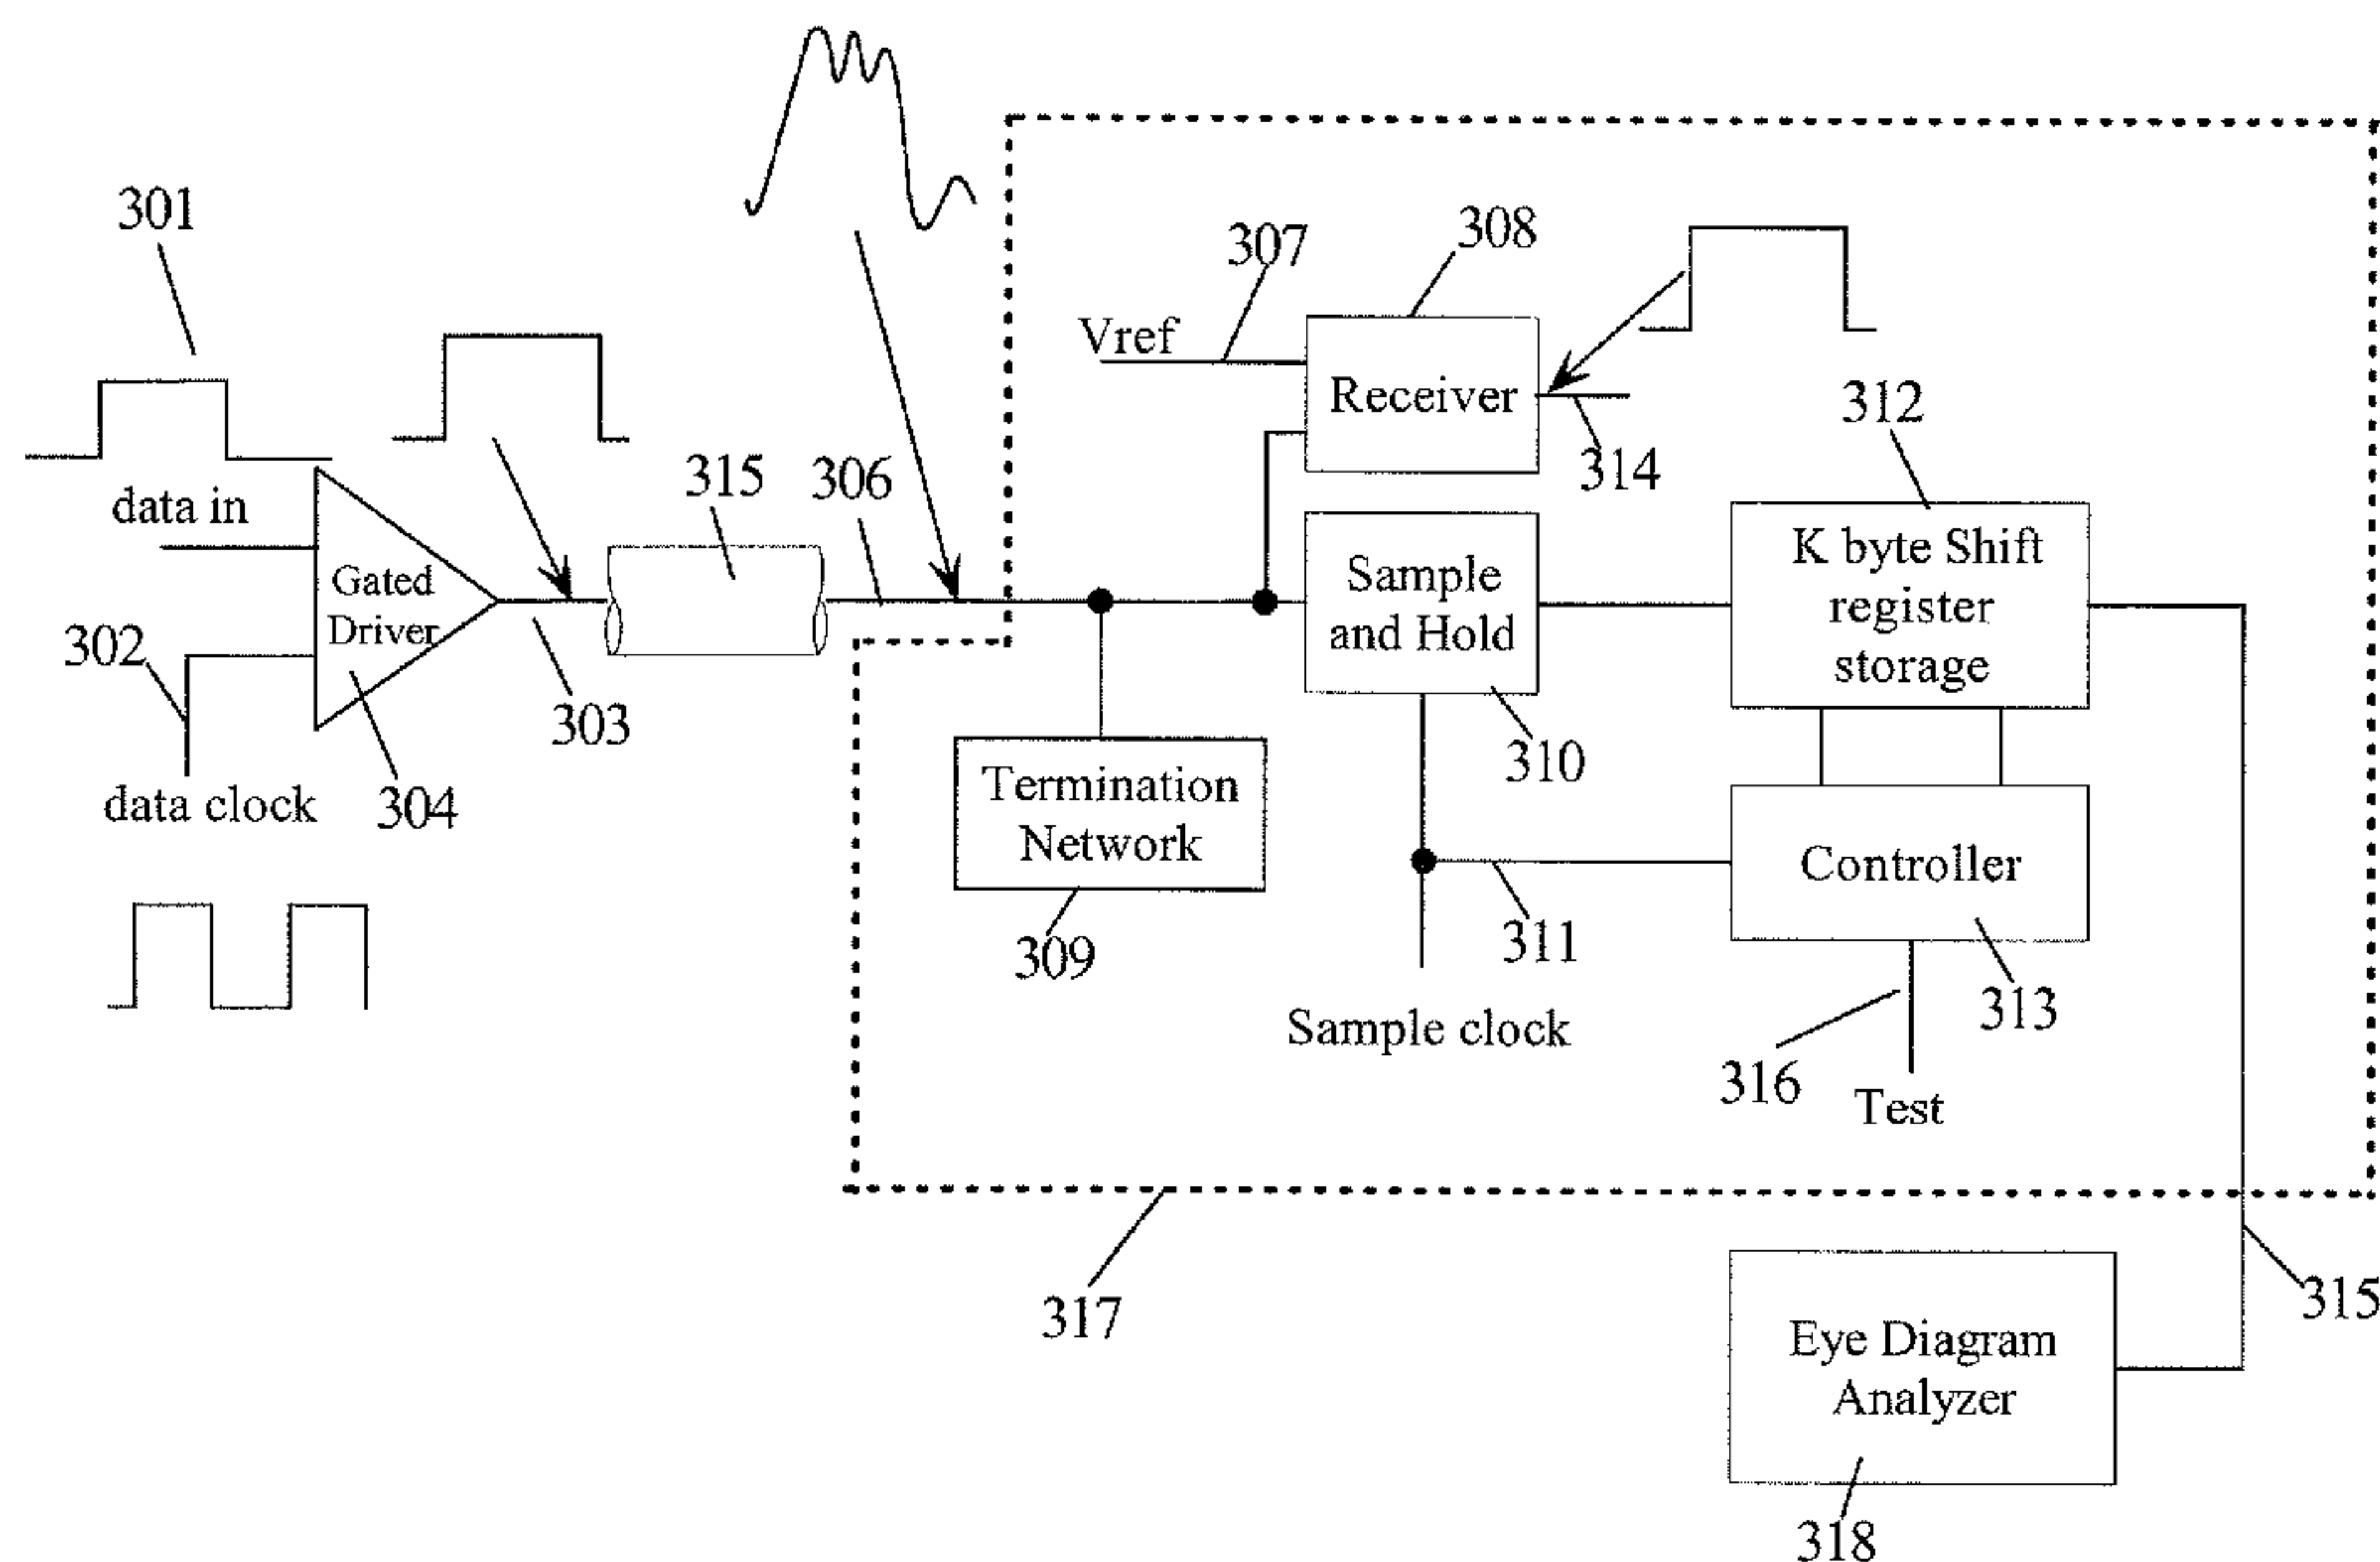 301
307
308
Vref
Receiver
312
314
data in
315
306
Gated
Driver
Sample
and Hold
K byte Shift
register
storage
302
303
310
data clock
304
Termination
Network
Controller
309
311
313
Sample clock
316
Test
317
315
Eye Diagram
Analyzer
318